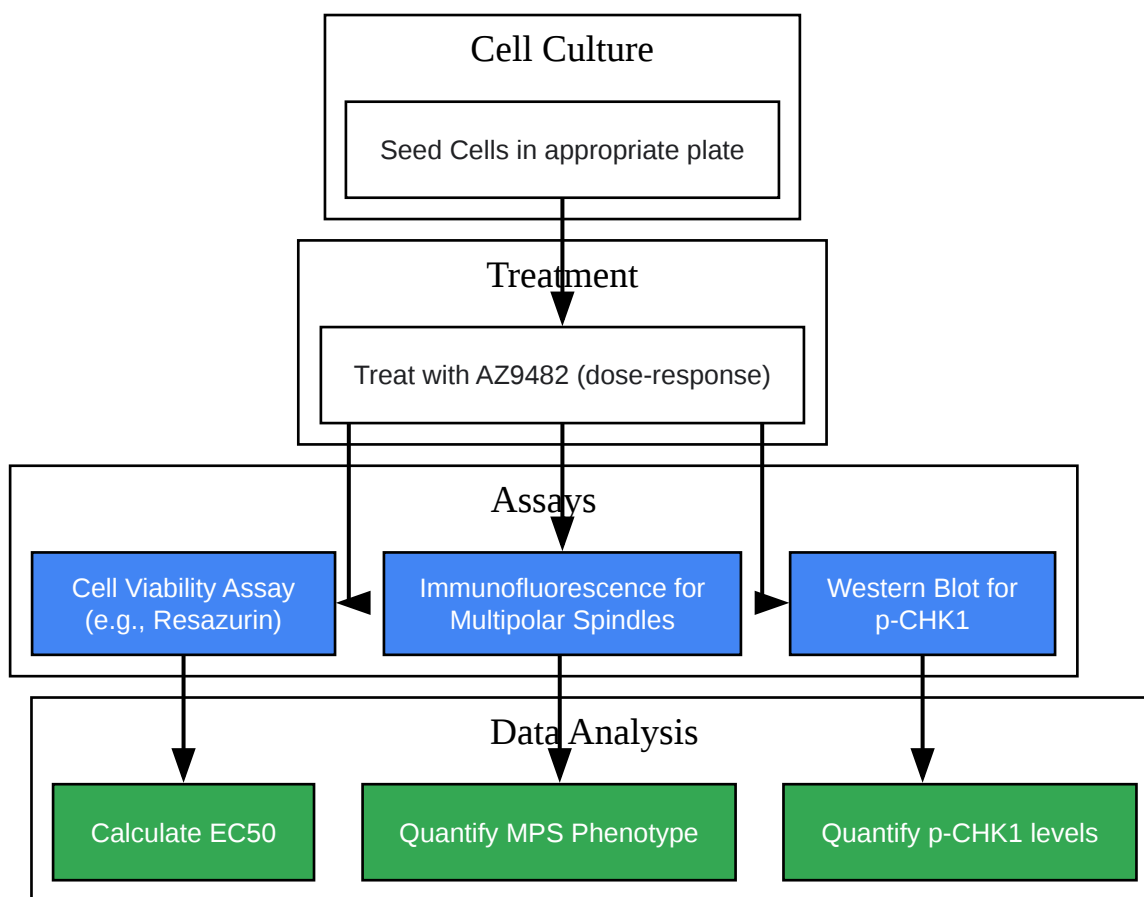 Cell Culture
Seed Cells in appropriate plate
Treatment
Treat with AZ9482 (dose-response)
Assays
Cell Viability Assay
(e.g., Resazurin)
Immunofluorescence for
Multipolar Spindles
Western Blot for
p-CHK1
Data Analysis
Calculate EC50
Quantify MPS Phenotype
Quantify p-CHK1 levels